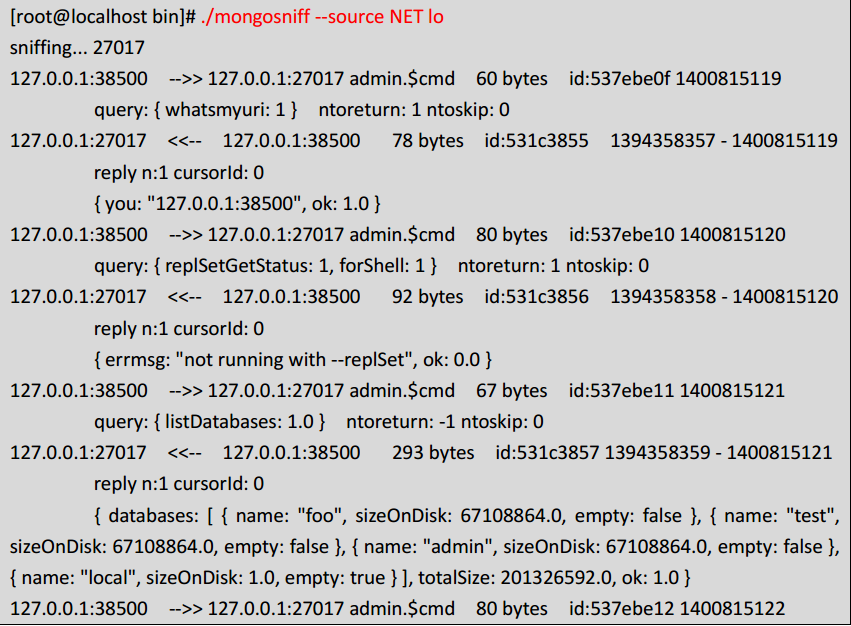 [root@localhost bin]# ./mongosniff --source NET lo
sniffing... 27017
127.0.0.1:38500 -->> 127.0.0.1:27017 admin.$cmd 60 bytes id:537ebe0f 1400815119
query: { whatsmyuri: 1 } ntoreturn: 1 ntoskip: 0
127.0.0.1:27017 <<-- 127.0.0.1:38500 78 bytes id:531c3855 1394358357 - 1400815119
reply n:1 cursorId: 0
{ you: "127.0.0.1:38500", ok: 1.0 }
127.0.0.1:38500 -->> 127.0.0.1:27017 admin.$cmd 80 bytes id:537ebe10 1400815120
query: { replSetGetStatus: 1, forShell: 1 } ntoreturn: 1 ntoskip: 0
127.0.0.1:27017 <<-- 127.0.0.1:38500 92 bytes id:531c3856 1394358358 - 1400815120
reply n:1 cursorId: 0
{ errmsg: "not running with --replSet", ok: 0.0 }
127.0.0.1:38500 -->> 127.0.0.1:27017 admin.$cmd 67 bytes id:537ebe11 1400815121
query: { listDatabases: 1.0 } ntoreturn: -1 ntoskip: 0
127.0.0.1:27017 <<-- 127.0.0.1:38500 293 bytes id:531c3857 1394358359 - 1400815121
reply n:1 cursorId: 0
{ databases: [ { name: "foo", sizeOnDisk: 67108864.0, empty: false }, { name: "test",
sizeOnDisk: 67108864.0, empty: false }, { name: "admin", sizeOnDisk: 67108864.0, empty: false },
{ name: "local", sizeOnDisk: 1.0, empty: true } ], totalSize: 201326592.0, ok: 1.0 }
127.0.0.1:38500 -->> 127.0.0.1:27017 admin.$cmd 80 bytes id:537ebe12 1400815122